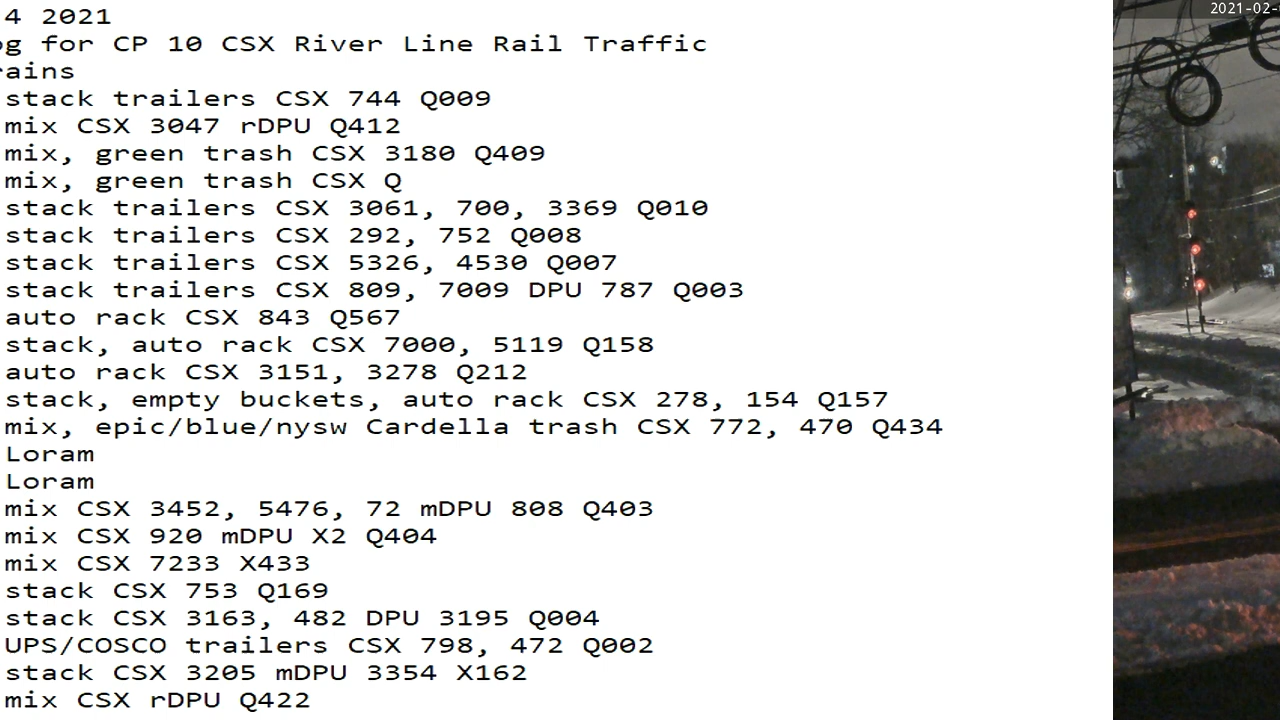 4 2021
2021-02-
og for CP 10 CSX River Line Rail Traffic
rains
stack trailers CSX 744 Q009
mix CSX 3047 rDPU Q412
mix, green trash CSX 3180 Q409
mix, green trash CSX Q
stack trailers CSX 3061, 700, 3369 Q010
stack trailers CSX 292, 752 Q008
stack trailers CSX 5326, 4530 Q007
stack trailers CSX 809, 7009 DPU 787 Q003
auto rack CSX 843 Q567
stack, auto rack CSX 7000, 5119 Q158
auto rack CSX 3151, 3278 Q212
stack, empty buckets, auto rack CSX 278, 154 Q157
mix, epic/blue/nysw Cardella trash CSX 772, 470 Q434
Loram
Loram
mix CSX 3452, 5476, 72 mDPU 808 Q403
mix CSX 920 mDPU X2 Q404
mix CSX 7233 X433
stack CSX 753 Q169
stack CSX 3163, 482 DPU 3195 Q004
UPS/COSCO trailers CSX 798, 472 Q002
stack CSX 3205 mDPU 3354 X162
mix CSX rDPU Q422